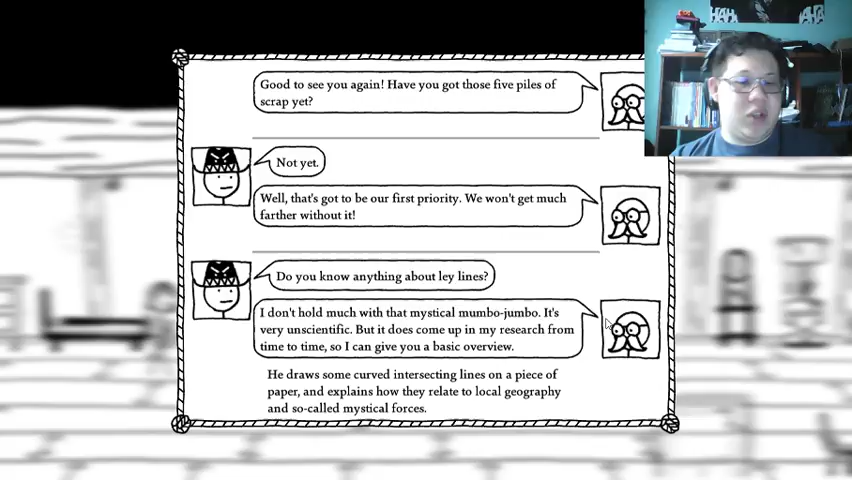 HA
HA
Good to see you again! Have you got those five piles of
scrap yet?
Not yet.
Well, that's got to be our first priority. We won't get much
farther without it!
Do you know anything about ley lines?
I don't hold much with that mystical mumbo-jumbo. It's
very unscientific. But it does come up in my research from
time to time, so I can give you a basic overview.
He draws some curved intersecting lines on a piece of
paper, and explains how they relate to local geography
and so-called mystical forces.